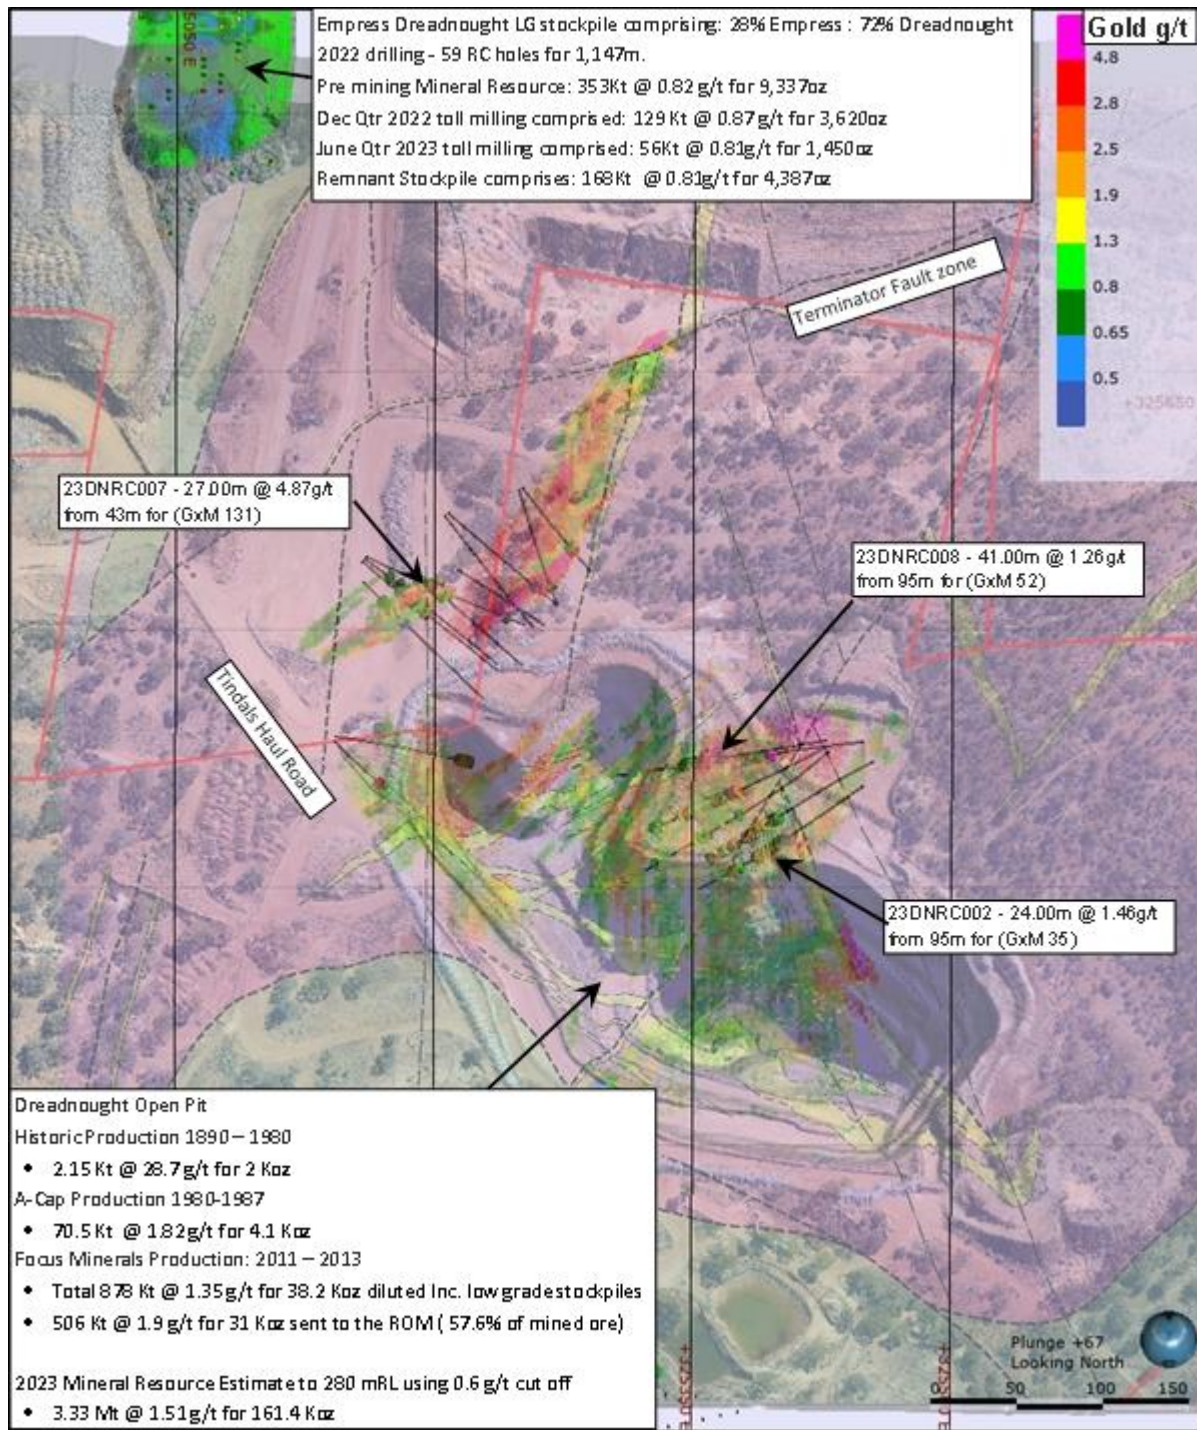 Empress Dreadnought LG stockpile comprising: 28% Empress : 72% Dreadnought
2022 drilling - 59 RC holes for 1,147m.
Pre mining Mineral Resource: 353Kt @ 0.82 g/t for 9,337oz
Dec Qtr 2022 toll milling comprised: 129 Kt @ 0.87g/t for 3,620oz
June Qtr 2023 toll milling comprised: 56Kt @ 0.81g/t for 1,450oz
Remnant Stockpile comprises: 168Kt @ 0.81g/t for 4,387oz
Gold g/t
4.8
2.8
2.5
1.9
1.3
0.8
0.65
0.5
+325650
5050 E
Terminator Fault zone
23DNRC007 - 27.00m @ 4.87g/t
from 43m for (GxM 131)
23DNRC008 - 41.00m @ 1.26g/t
from 95m for (GxM 52)
Tindals Haul Road
23DNRC002 - 24.00m @ 1.46g/t
from 95m for (GxM 35)
Dreadnought Open Pit
Historic Production 1890 – 1980
• 2.15 Kt @ 28.7g/t for 2 Koz
A-Cap Production 1980-1987
• 70.5 Kt @ 1.82g/t for 4.1 Koz
Focus Minerals Production: 2011 – 2013
• Total 878 Kt @ 1.35g/t for 38.2 Koz diluted Inc. low grade stockpiles
• 506 Kt @ 1.9 g/t for 31 Koz sent to the ROM ( 57.6% of mined ore)
2023 Mineral Resource Estimate to 280 mRL using 0.6 g/t cut off
• 3.33 Mt @ 1.51g/t for 161.4 Koz
Plunge +67
Looking North
0 50 100 150